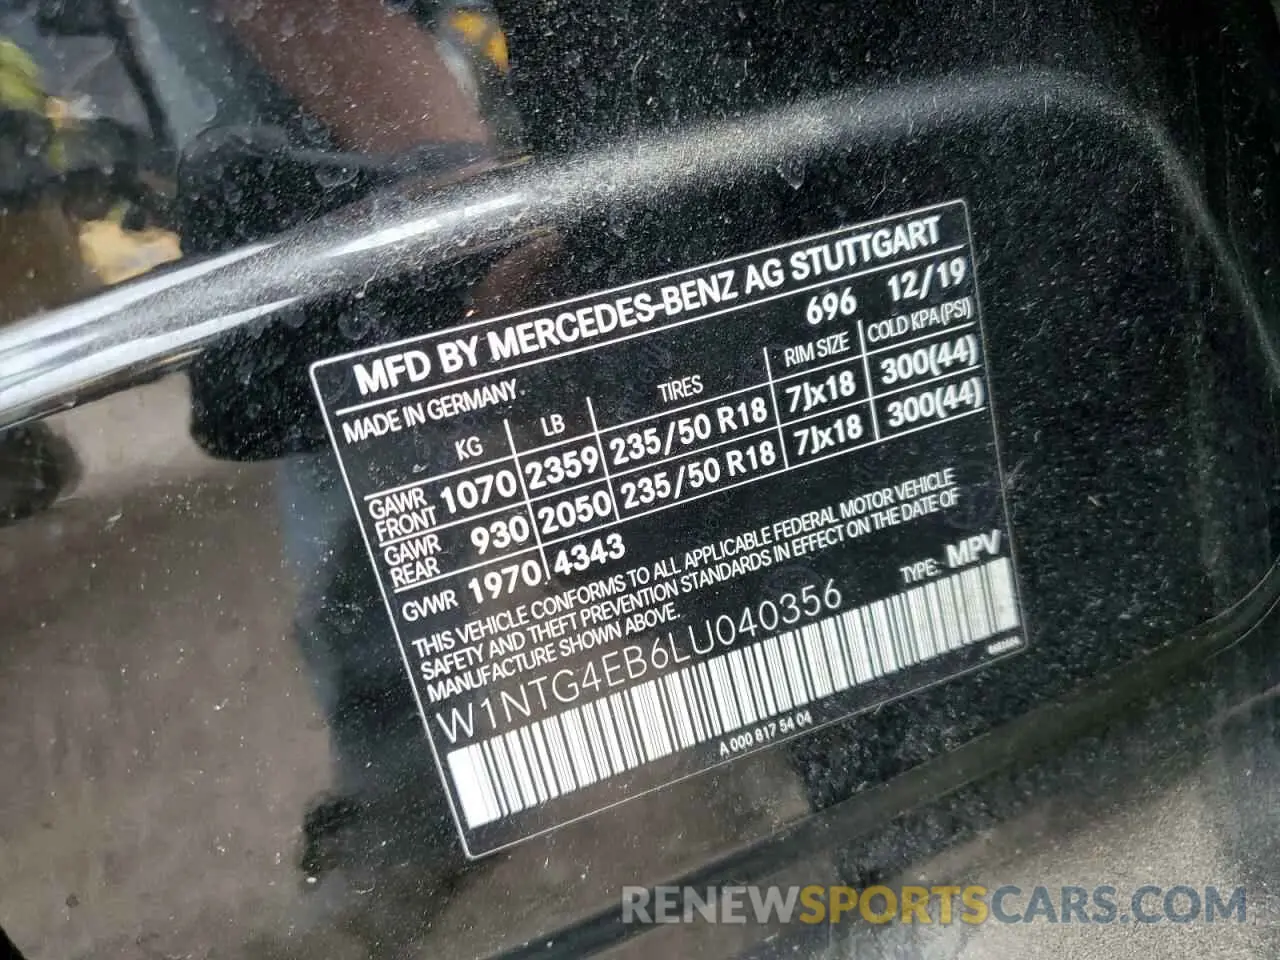 MFD BY MERCEDES-BENZ AG STUTTGART
MADE IN GERMANY. 696 12/19
KG LB TIRES RIM SIZE COLD KPA(PSI)
GAWR FRONT 1070 2359 235/50 R18 7Jx18 300(44)
GAWR REAR 930 2050 235/50 R18 7Jx18 300(44)
GVWR 1970 4343
THIS VEHICLE CONFORMS TO ALL APPLICABLE FEDERAL MOTOR VEHICLE
SAFETY AND THEFT PREVENTION STANDARDS IN EFFECT ON THE DATE OF
MANUFACTURE SHOWN ABOVE.
W1NTG4EB6LU040356 TYPE: MPV
A 000 817 54 04
RENEWSPORTSCARS.COM